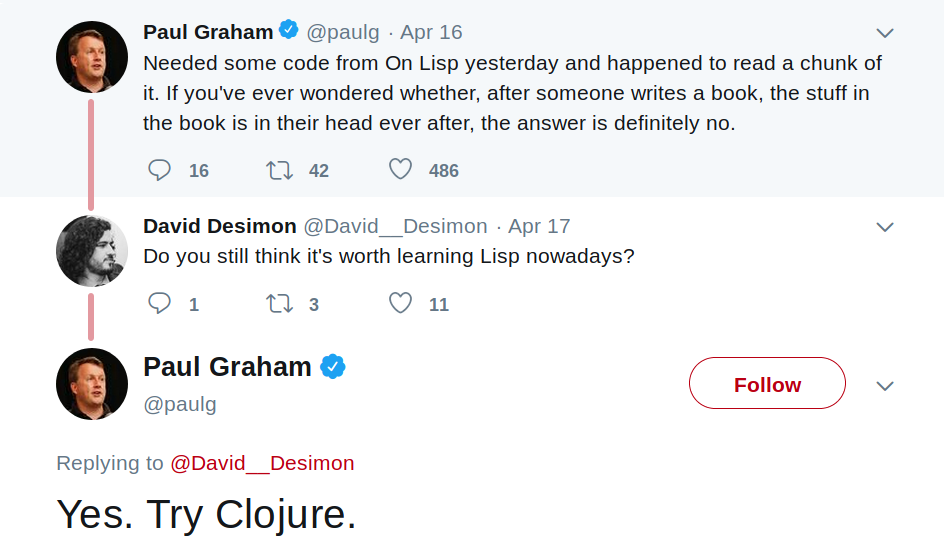 Paul Graham @paulg · Apr 16
Needed some code from On Lisp yesterday and happened to read a chunk of
it. If you've ever wondered whether, after someone writes a book, the stuff in
the book is in their head ever after, the answer is definitely no.
16 42 486
David Desimon @David__Desimon · Apr 17
Do you still think it's worth learning Lisp nowadays?
1 3 11
Paul Graham
Follow
@paulg
Replying to @David__Desimon
Yes. Try Clojure.